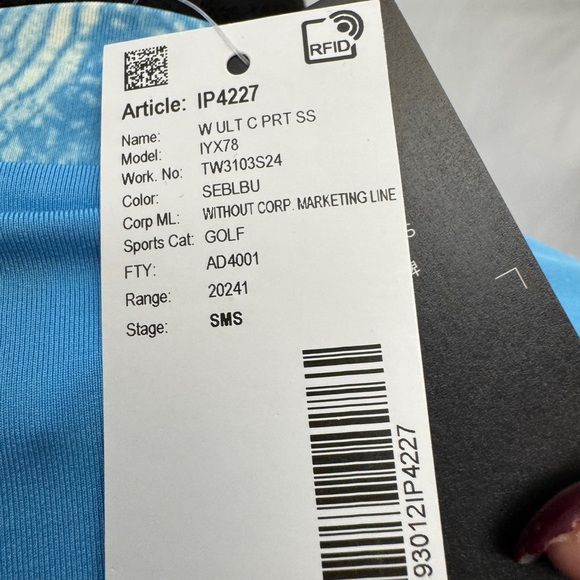 RFID
Article: IP4227
Name: W ULT C PRT SS
Model: IYX78
Work. No: TW3103S24
Color: SEBLBU
Corp ML: WITHOUT CORP. MARKETING LINE
Sports Cat: GOLF
FTY: AD4001
Range: 20241
Stage: SMS
93012IP4227